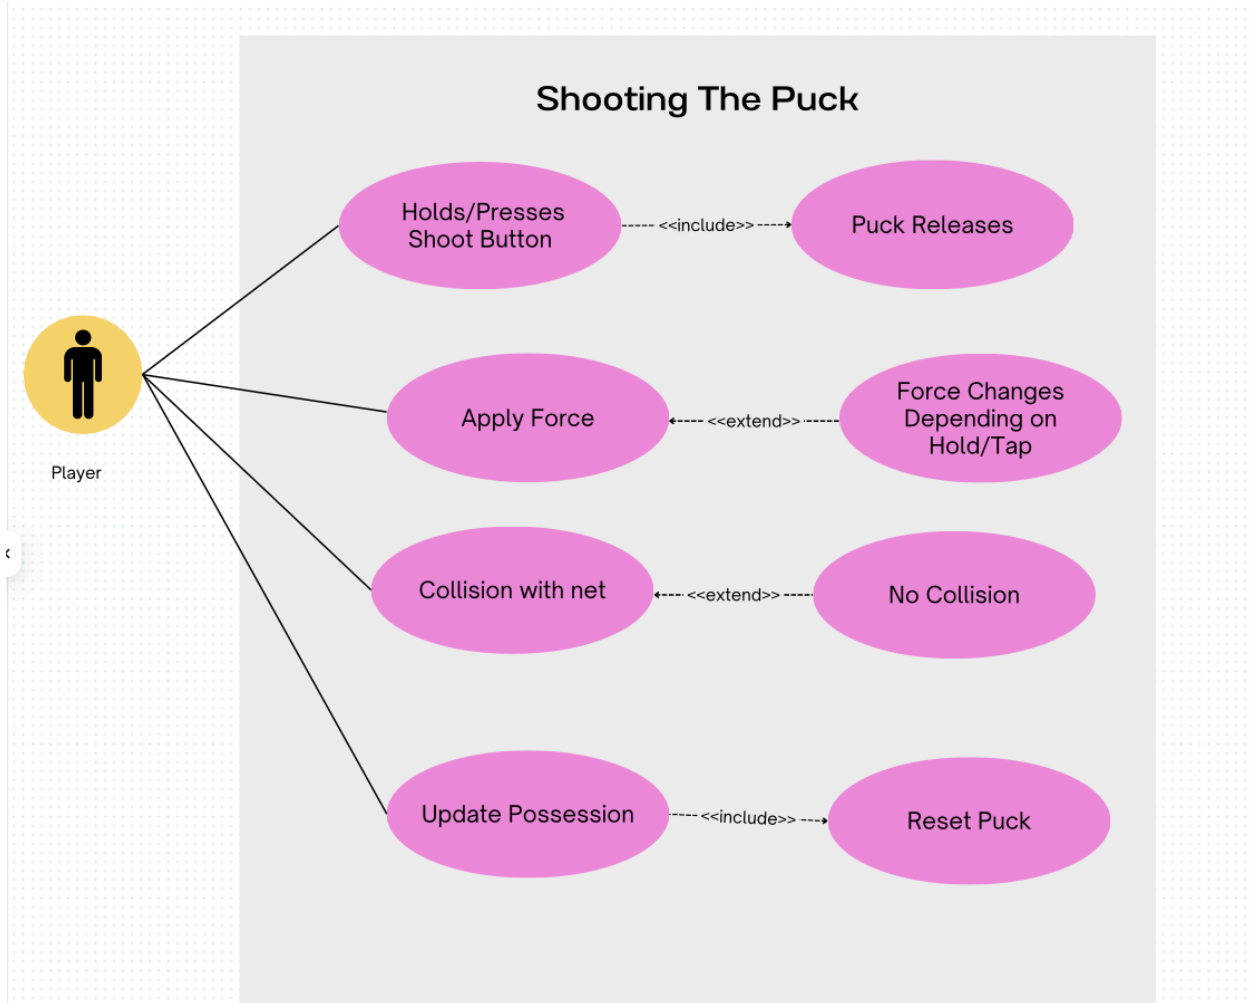 Shooting The Puck
Holds/Presses
Shoot Button
<<include>>
Puck Releases
Apply Force
<<extend>>
Force Changes
Depending on
Hold/Tap
Player
Collision with net
<<extend>>
No Collision
Update Possession
<<include>>
Reset Puck